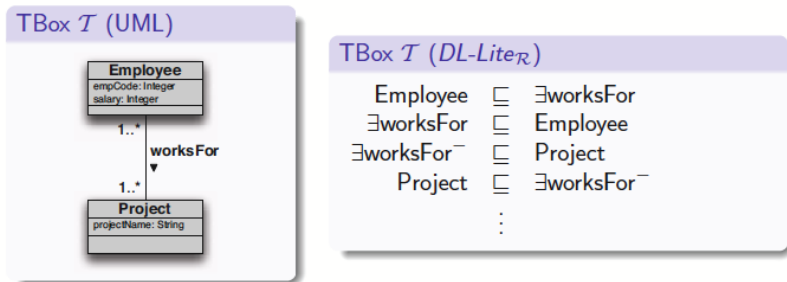 TBox 𝒯 (UML)
Employee
empCode: Integer
salary: Integer
1..*
worksFor
▼
1..*
Project
projectName: String
TBox 𝒯 (DL-Lite_ℛ)
Employee ⊑ ∃worksFor
∃worksFor ⊑ Employee
∃worksFor⁻ ⊑ Project
Project ⊑ ∃worksFor⁻
⋮